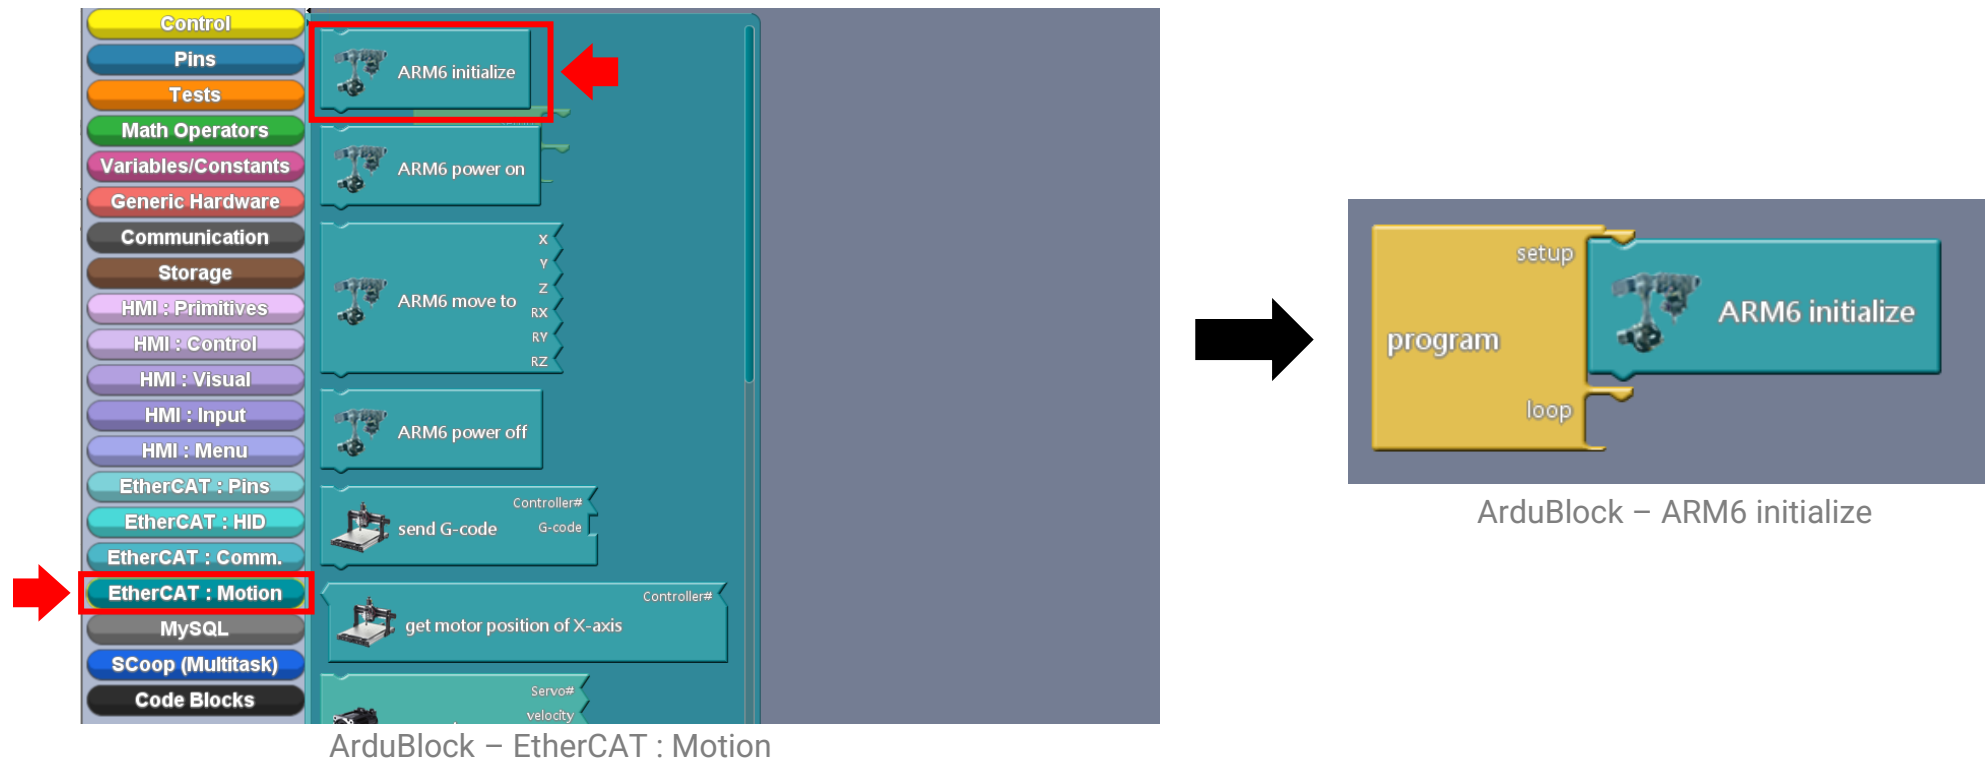 Control
Pins
Tests
Math Operators
Variables/Constants
Generic Hardware
Communication
Storage
HMI : Primitives
HMI : Control
HMI : Visual
HMI : Input
HMI : Menu
EtherCAT : Pins
EtherCAT : HID
EtherCAT : Comm.
EtherCAT : Motion
MySQL
SCoop (Multitask)
Code Blocks
ARM6 initialize
ARM6 power on
ARM6 move to
X
Y
Z
RX
RY
RZ
ARM6 power off
send G-code
Controller#
G-code
get motor position of X-axis
Controller#
Servo#
velocity
ArduBlock – EtherCAT : Motion
program
setup
loop
ARM6 initialize
ArduBlock – ARM6 initialize